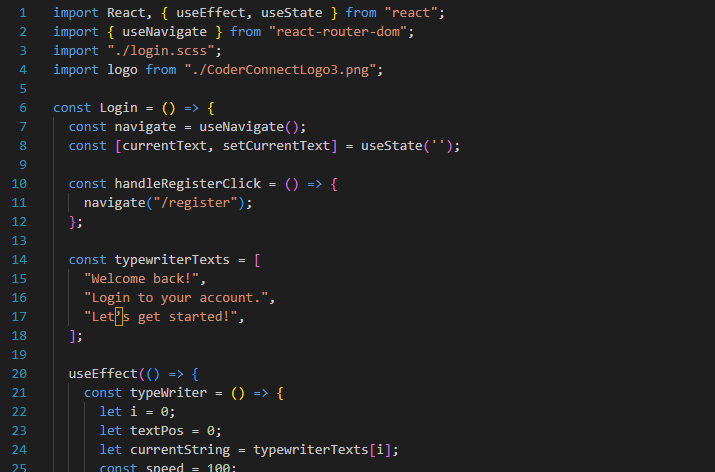 1 import React, { useEffect, useState } from "react";
2 import { useNavigate } from "react-router-dom";
3 import "./login.scss";
4 import logo from "./CoderConnectLogo3.png";
5
6 const Login = () => {
7 const navigate = useNavigate();
8 const [currentText, setCurrentText] = useState('');
9
10 const handleRegisterClick = () => {
11 navigate("/register");
12 };
13
14 const typewriterTexts = [
15 "Welcome back!",
16 "Login to your account.",
17 "Let’s get started!",
18 ];
19
20 useEffect(() => {
21 const typeWriter = () => {
22 let i = 0;
23 let textPos = 0;
24 let currentString = typewriterTexts[i];
25 const speed = 100;